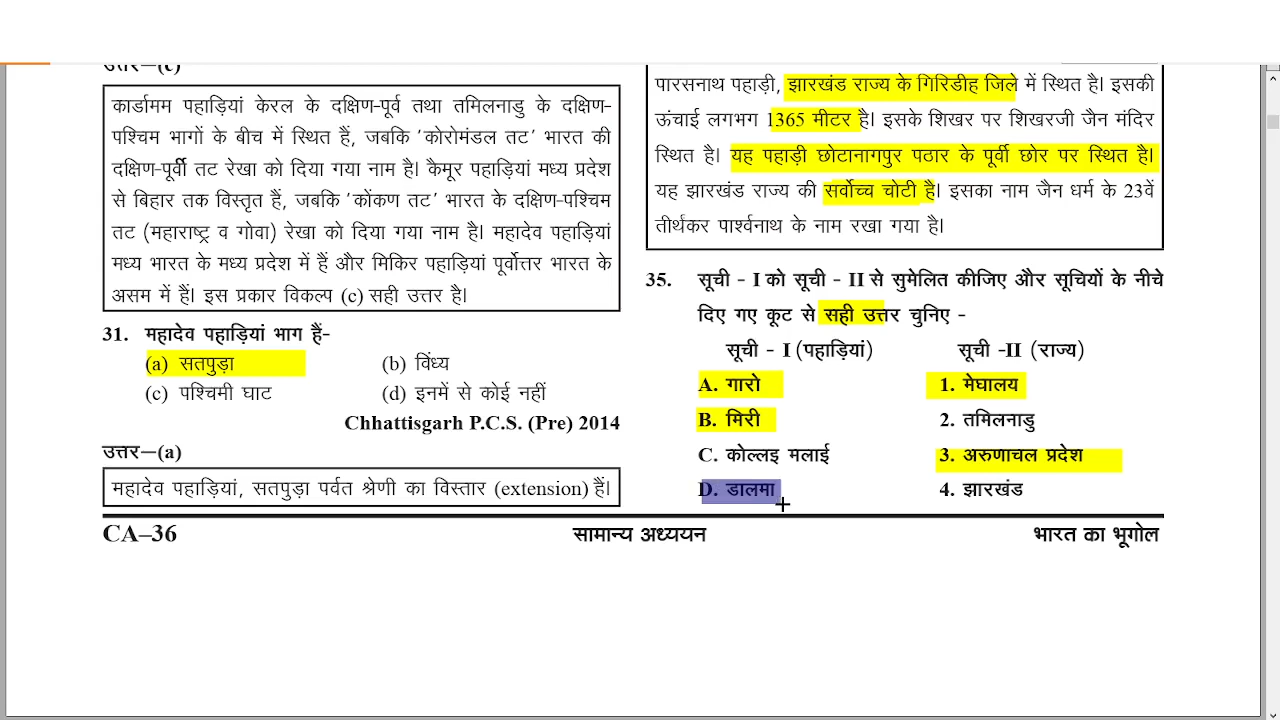 उत्तर–(c)
कार्डामम पहाड़ियां केरल के दक्षिण-पूर्व तथा तमिलनाडु के दक्षिण-
पश्चिम भागों के बीच में स्थित हैं, जबकि 'कोरोमंडल तट' भारत की
दक्षिण-पूर्वी तट रेखा को दिया गया नाम है। कैमूर पहाड़ियां मध्य प्रदेश
से बिहार तक विस्तृत हैं, जबकि 'कोंकण तट' भारत के दक्षिण-पश्चिम
तट (महाराष्ट्र व गोवा) रेखा को दिया गया नाम है। महादेव पहाड़ियां
मध्य भारत के मध्य प्रदेश में हैं और मिकिर पहाड़ियां पूर्वोत्तर भारत के
असम में हैं। इस प्रकार विकल्प (c) सही उत्तर है।
31. महादेव पहाड़ियां भाग हैं-
(a) सतपुड़ा (b) विंध्य
(c) पश्चिमी घाट (d) इनमें से कोई नहीं
Chhattisgarh P.C.S. (Pre) 2014
उत्तर–(a)
महादेव पहाड़ियां, सतपुड़ा पर्वत श्रेणी का विस्तार (extension) हैं।
पारसनाथ पहाड़ी, झारखंड राज्य के गिरिडीह जिले में स्थित है। इसकी
ऊंचाई लगभग 1365 मीटर है। इसके शिखर पर शिखरजी जैन मंदिर
स्थित है। यह पहाड़ी छोटानागपुर पठार के पूर्वी छोर पर स्थित है।
यह झारखंड राज्य की सर्वोच्च चोटी है। इसका नाम जैन धर्म के 23वें
तीर्थंकर पार्श्वनाथ के नाम रखा गया है।
35. सूची - I को सूची - II से सुमेलित कीजिए और सूचियों के नीचे
दिए गए कूट से सही उत्तर चुनिए -
सूची - I (पहाड़ियां) सूची -II (राज्य)
A. गारो 1. मेघालय
B. मिरी 2. तमिलनाडु
C. कोल्लइ मलाई 3. अरुणाचल प्रदेश
D. डालमा 4. झारखंड
CA–36 सामान्य अध्ययन भारत का भूगोल